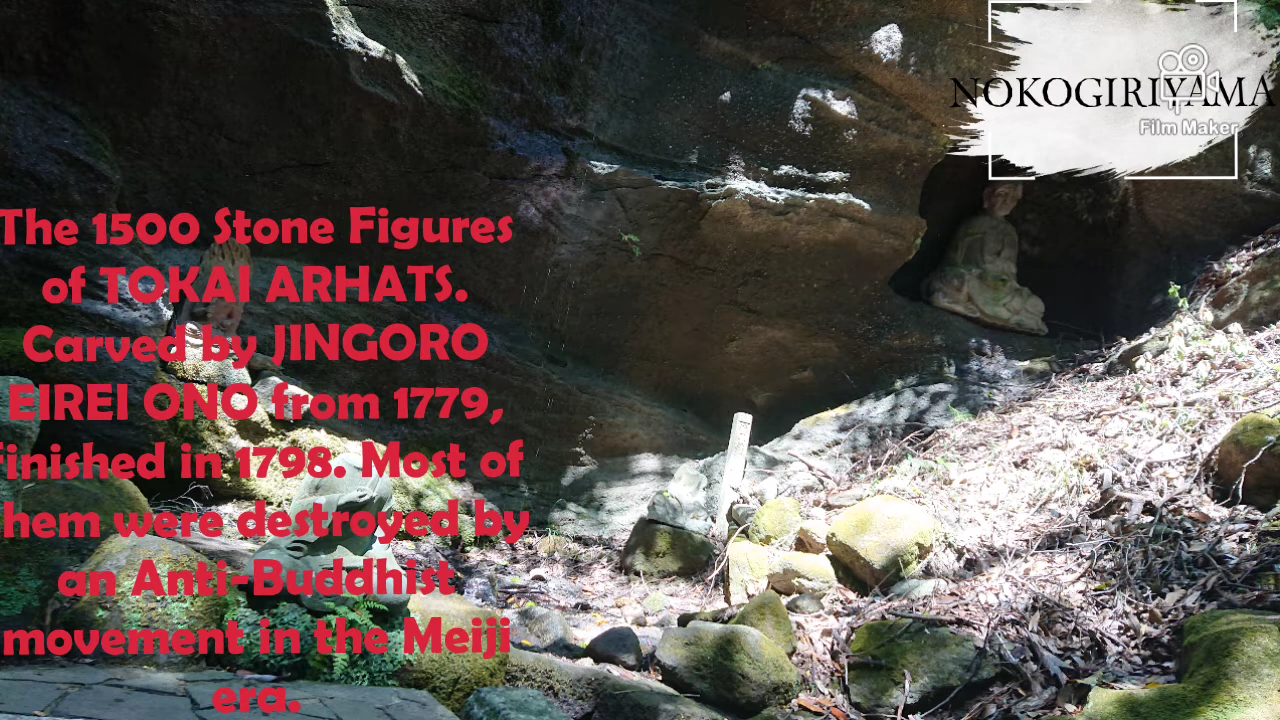 NOKOGIRIYAMA
Film Maker
The 1500 Stone Figures
of TOKAI ARHATS.
Carved by JINGORO
EIREI ONO from 1779,
finished in 1798. Most of
them were destroyed by
an Anti-Buddhist
movement in the Meiji
era.